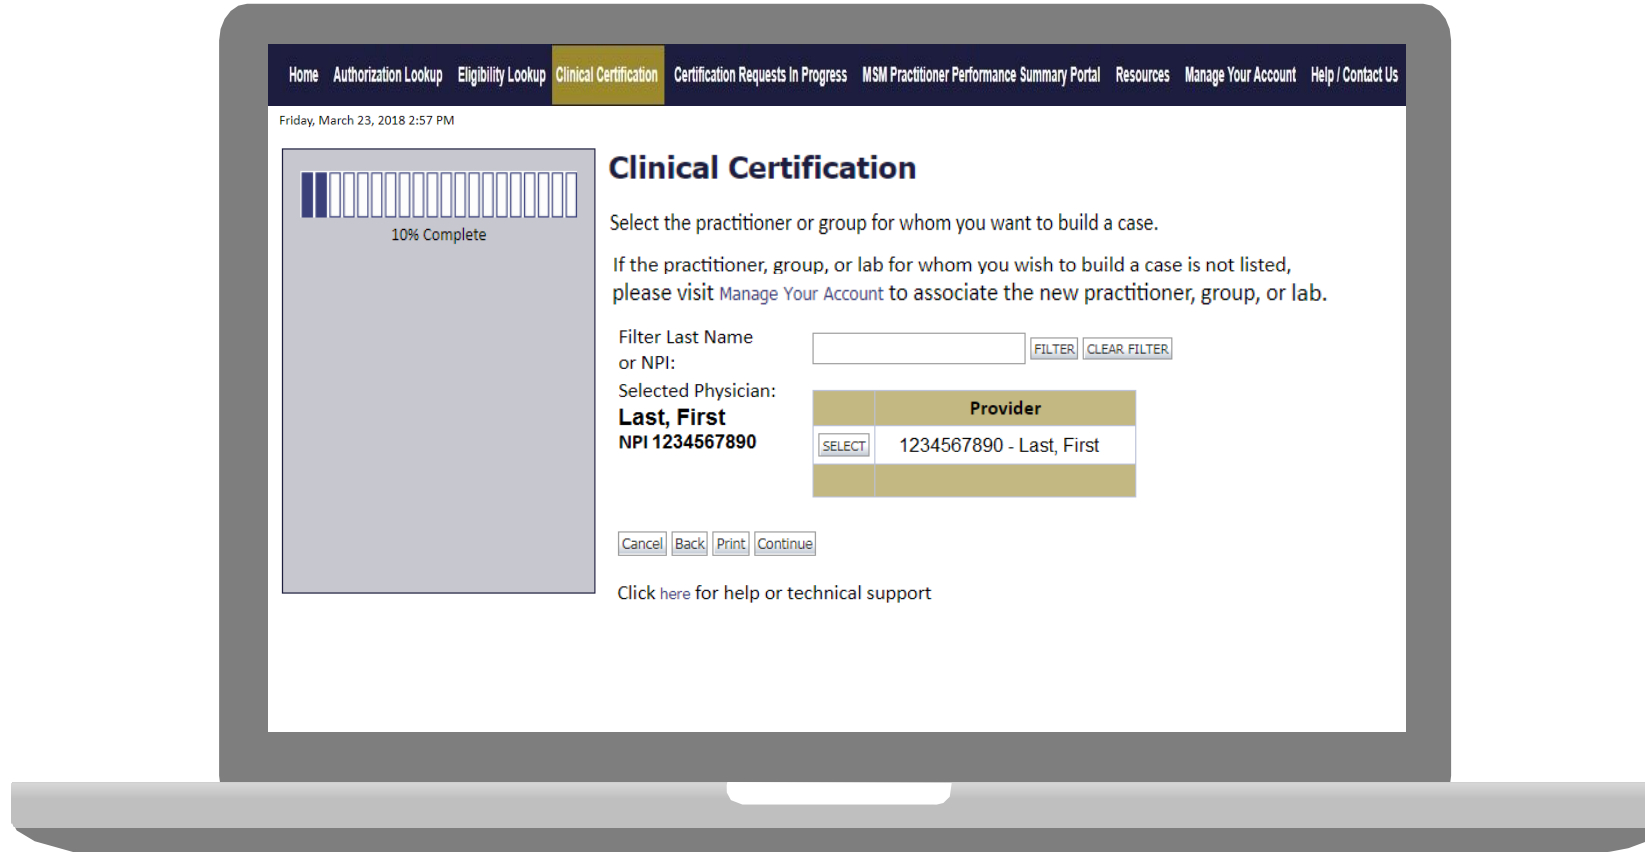 Home Authorization Lookup Eligibility Lookup Clinical Certification Certification Requests In Progress MSM Practitioner Performance Summary Portal Resources Manage Your Account Help / Contact Us
Friday, March 23, 2018 2:57 PM
10% Complete
Clinical Certification
Select the practitioner or group for whom you want to build a case.
If the practitioner, group, or lab for whom you wish to build a case is not listed,
please visit Manage Your Account to associate the new practitioner, group, or lab.
Filter Last Name
or NPI:
FILTER CLEAR FILTER
Selected Physician:
Last, First
NPI 1234567890
Provider
SELECT 1234567890 - Last, First
Cancel Back Print Continue
Click here for help or technical support